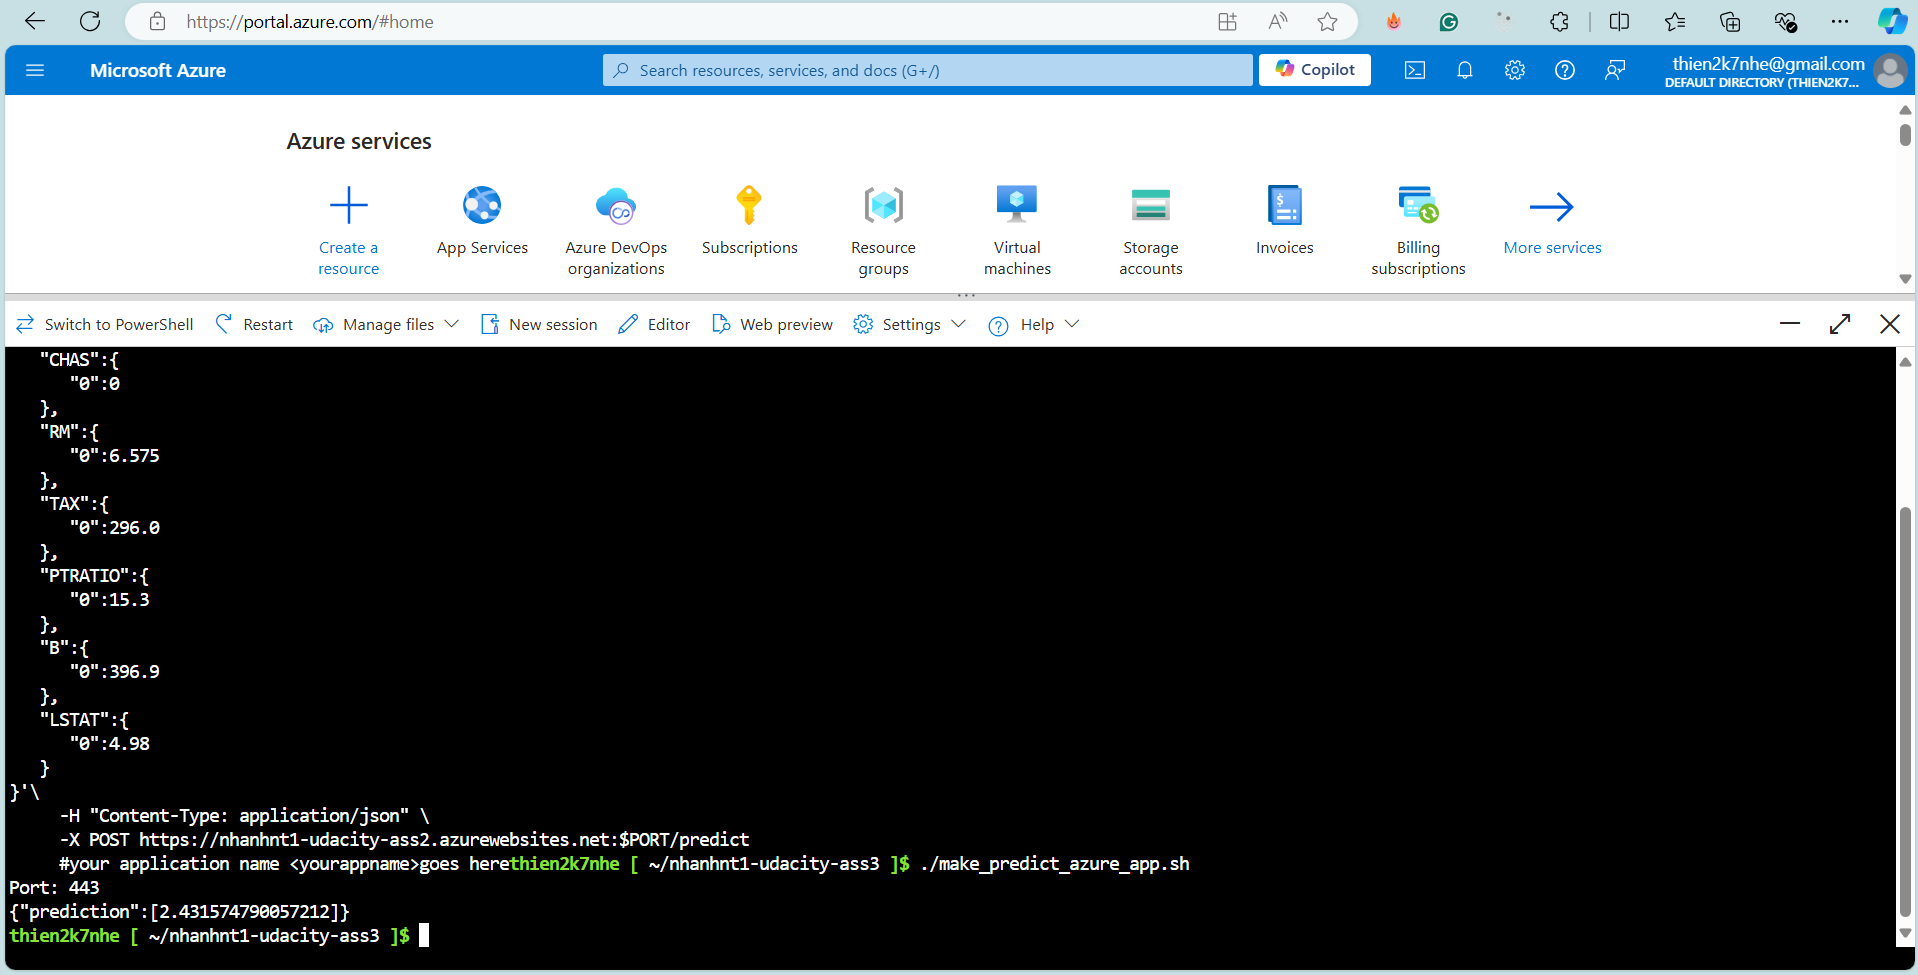 https://portal.azure.com/#home
Microsoft Azure
Search resources, services, and docs (G+/)
Copilot
thien2k7nhe@gmail.com
DEFAULT DIRECTORY (THIEN2K7...
Azure services
Create a resource
App Services
Azure DevOps organizations
Subscriptions
Resource groups
Virtual machines
Storage accounts
Invoices
Billing subscriptions
More services
Switch to PowerShell
Restart
Manage files
New session
Editor
Web preview
Settings
Help
   "CHAS":{
      "0":0
   },
   "RM":{
      "0":6.575
   },
   "TAX":{
      "0":296.0
   },
   "PTRATIO":{
      "0":15.3
   },
   "B":{
      "0":396.9
   },
   "LSTAT":{
      "0":4.98
   }
}'\
     -H "Content-Type: application/json" \
     -X POST https://nhanhnt1-udacity-ass2.azurewebsites.net:$PORT/predict
     #your application name <yourappname>goes herethien2k7nhe [ ~/nhanhnt1-udacity-ass3 ]$ ./make_predict_azure_app.sh
Port: 443
{"prediction":[2.431574790057212]}
thien2k7nhe [ ~/nhanhnt1-udacity-ass3 ]$